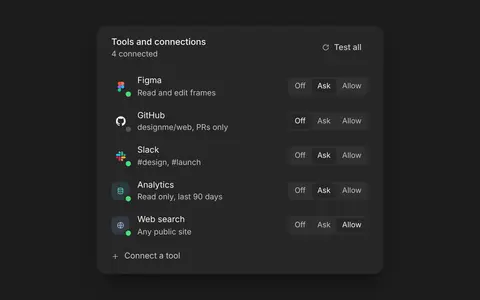 Tools and connections
4 connected
Test all
Figma
Read and edit frames
Off Ask Allow
GitHub
designme/web, PRs only
Off Ask Allow
Slack
#design, #launch
Off Ask Allow
Analytics
Read only, last 90 days
Off Ask Allow
Web search
Any public site
Off Ask Allow
+ Connect a tool